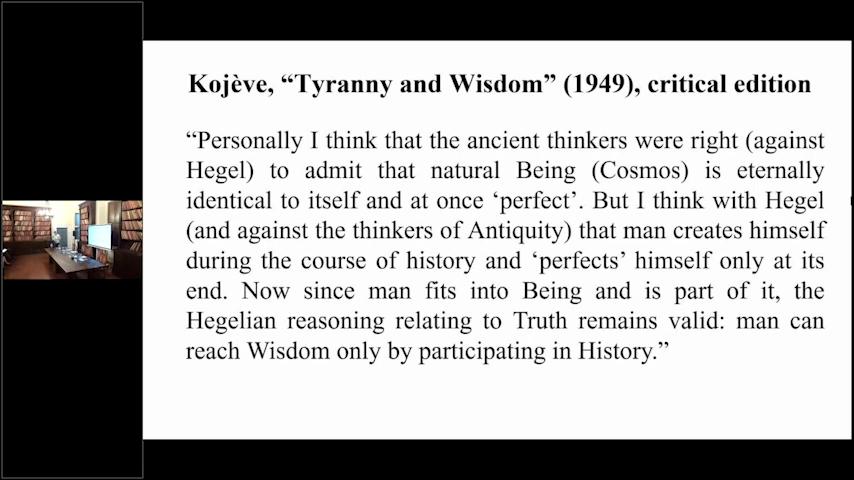 Kojève, “Tyranny and Wisdom” (1949), critical edition
“Personally I think that the ancient thinkers were right (against
Hegel) to admit that natural Being (Cosmos) is eternally
identical to itself and at once ‘perfect’. But I think with Hegel
(and against the thinkers of Antiquity) that man creates himself
during the course of history and ‘perfects’ himself only at its
end. Now since man fits into Being and is part of it, the
Hegelian reasoning relating to Truth remains valid: man can
reach Wisdom only by participating in History.”